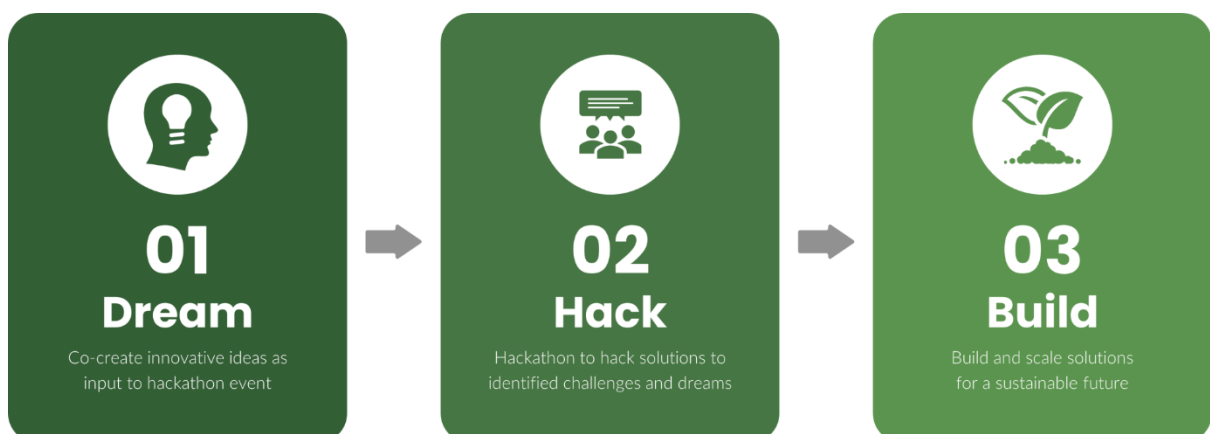 01
Dream
Co-create innovative ideas as
input to hackathon event
02
Hack
Hackathon to hack solutions to
identified challenges and dreams
03
Build
Build and scale solutions
for a sustainable future